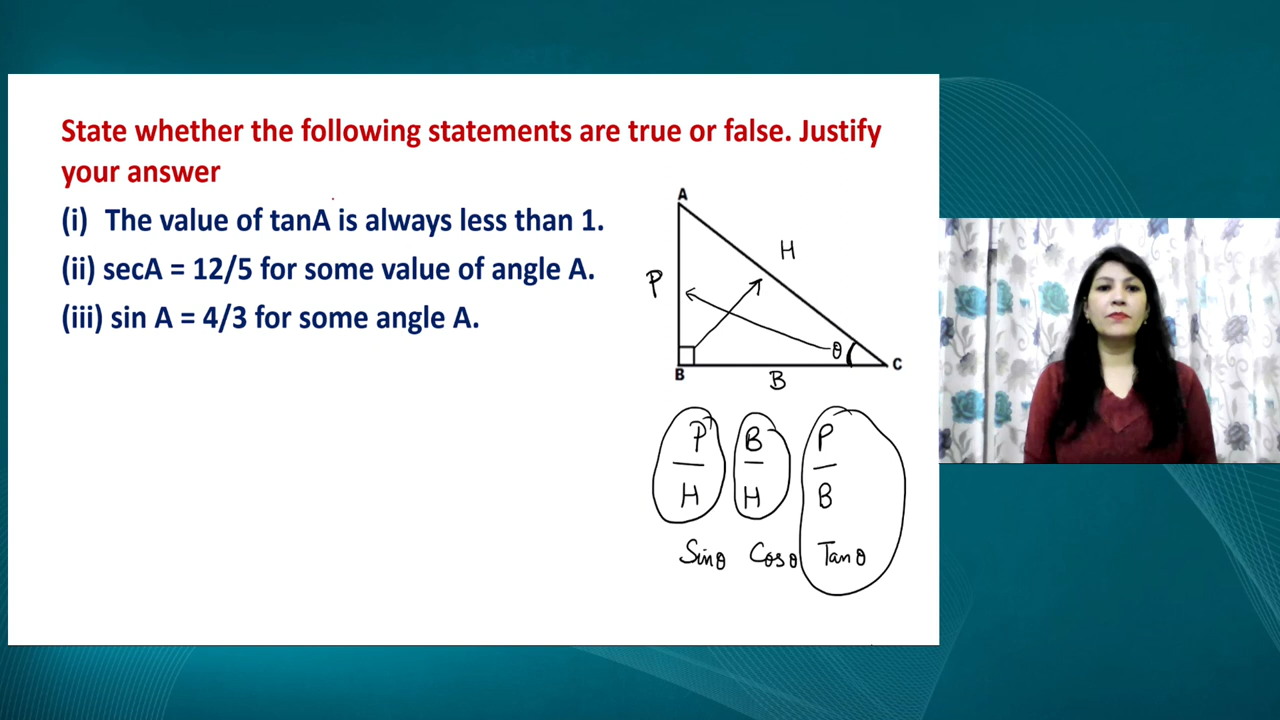 State whether the following statements are true or false. Justify
your answer
(i) The value of tanA is always less than 1.
(ii) secA = 12/5 for some value of angle A.
(iii) sin A = 4/3 for some angle A.
A
H
P
θ
B
C
B
P B P
H H B
Sinθ Cosθ Tanθ